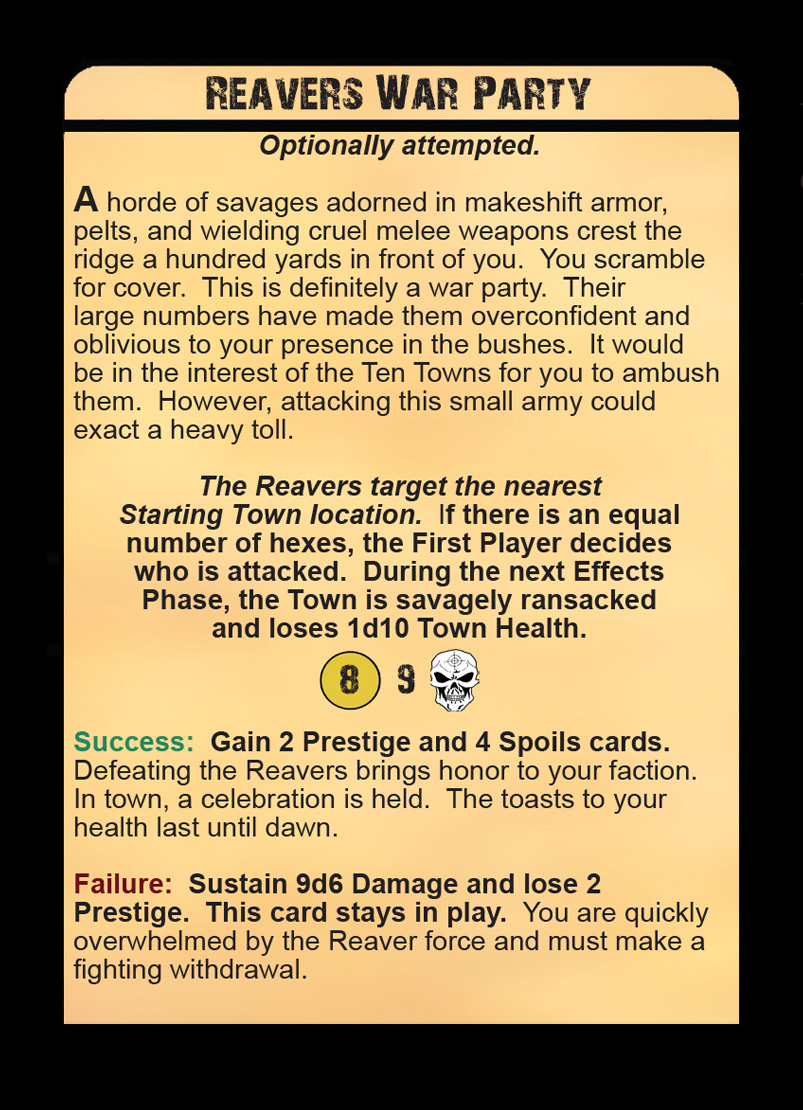 Reavers War Party
Optionally attempted.
A horde of savages adorned in makeshift armor,
pelts, and wielding cruel melee weapons crest the
ridge a hundred yards in front of you. You scramble
for cover. This is definitely a war party. Their
large numbers have made them overconfident and
oblivious to your presence in the bushes. It would
be in the interest of the Ten Towns for you to ambush
them. However, attacking this small army could
exact a heavy toll.
The Reavers target the nearest
Starting Town location. If there is an equal
number of hexes, the First Player decides
who is attacked. During the next Effects
Phase, the Town is savagely ransacked
and loses 1d10 Town Health.
8 9
Success: Gain 2 Prestige and 4 Spoils cards.
Defeating the Reavers brings honor to your faction.
In town, a celebration is held. The toasts to your
health last until dawn.
Failure: Sustain 9d6 Damage and lose 2
Prestige. This card stays in play. You are quickly
overwhelmed by the Reaver force and must make a
fighting withdrawal.